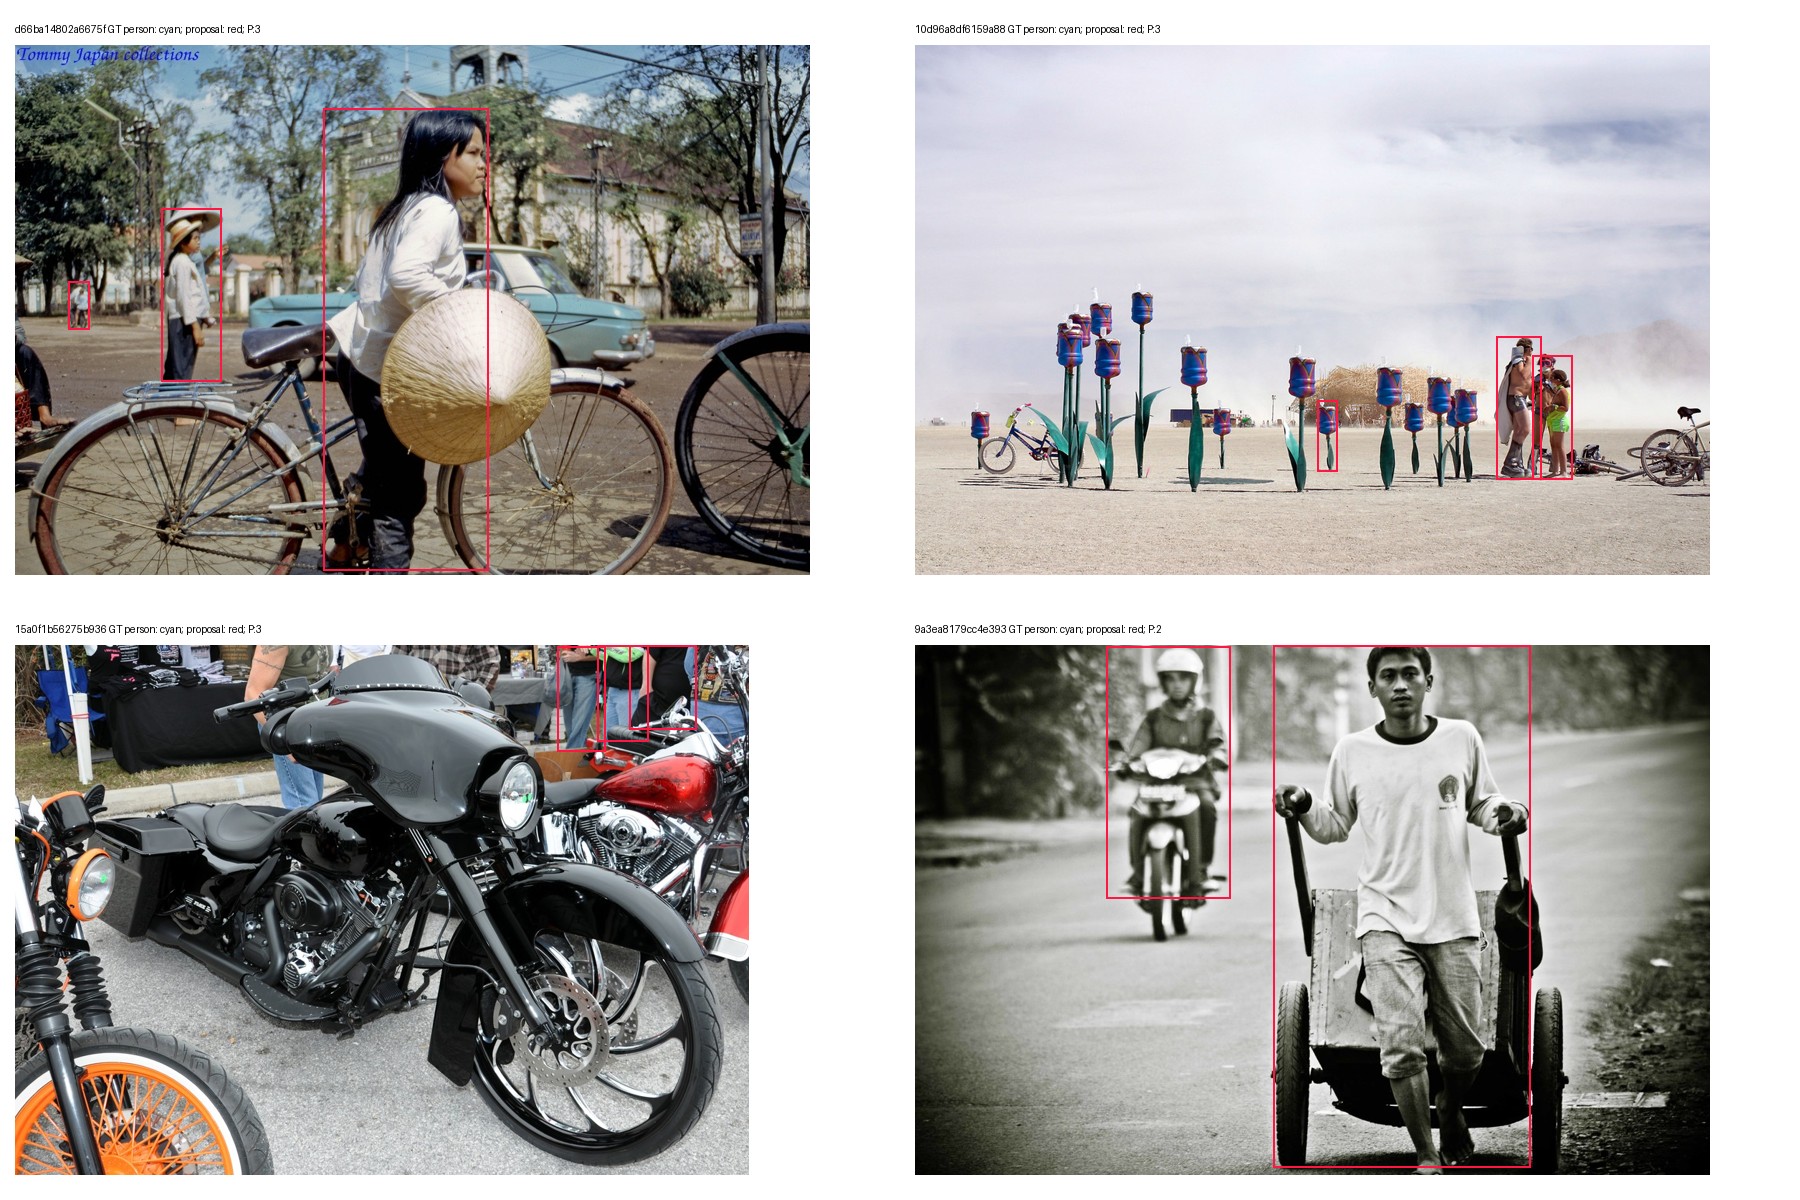 d66ba14802a6675f GT person: cyan; proposal: red; P:3
10d96a8df6159a88 GT person: cyan; proposal: red; P:3
Tommy Japan collections
15a0f1b56275b936 GT person: cyan; proposal: red; P:3
9a3ea8179cc4e393 GT person: cyan; proposal: red; P:2